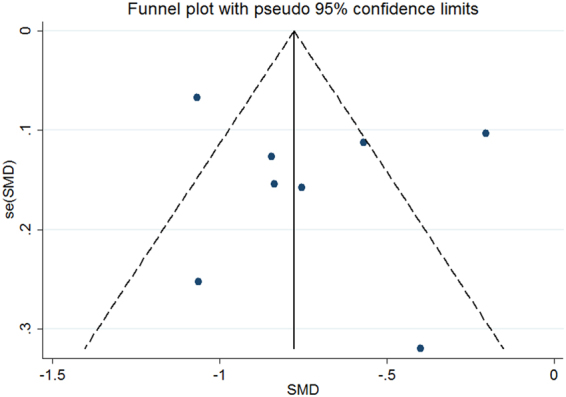 Funnel plot with pseudo 95% confidence limits
0
.1
.2
.3
se(SMD)
-1.5
-1
-.5
0
SMD